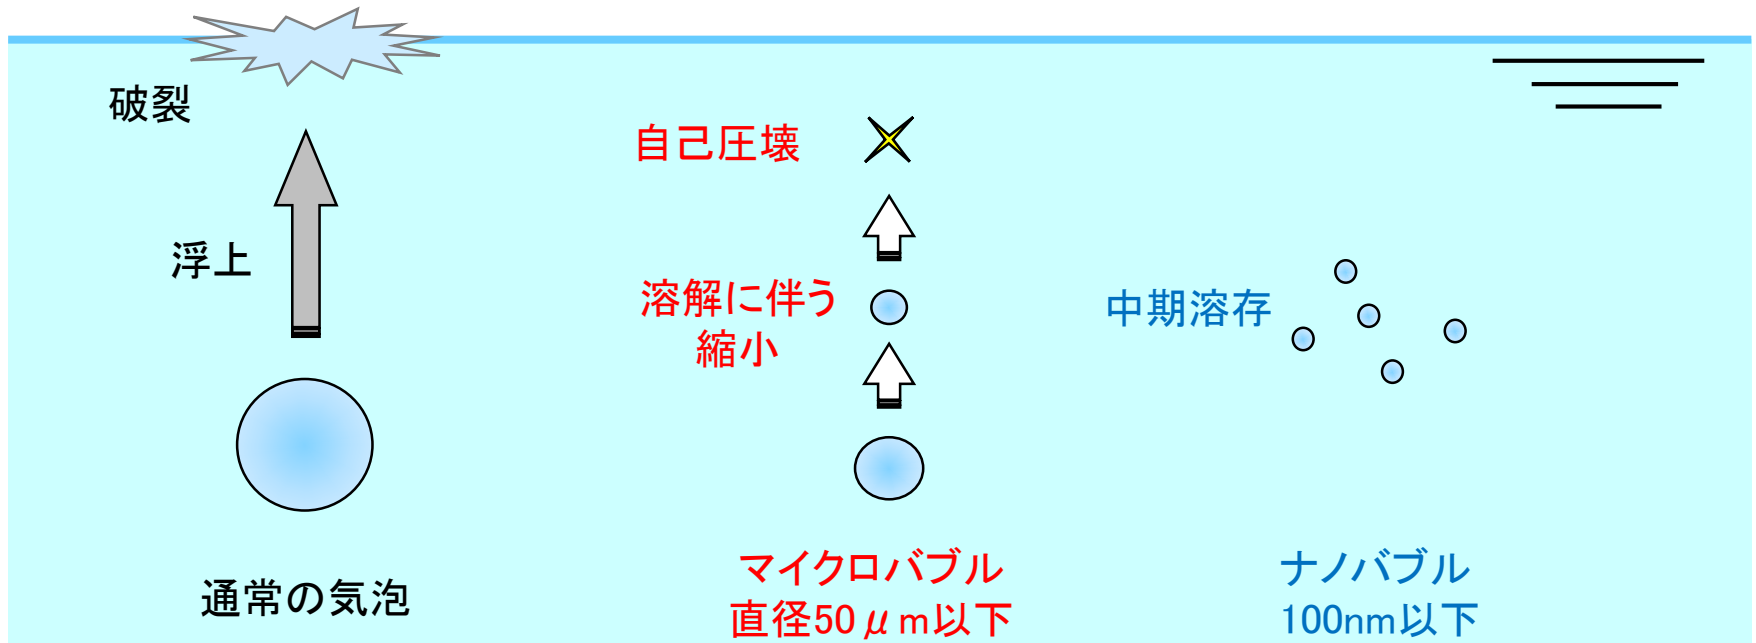 破裂
浮上
通常の気泡
自己圧壊
溶解に伴う
縮小
マイクロバブル
直径50μm以下
中期溶存
ナノバブル
100nm以下